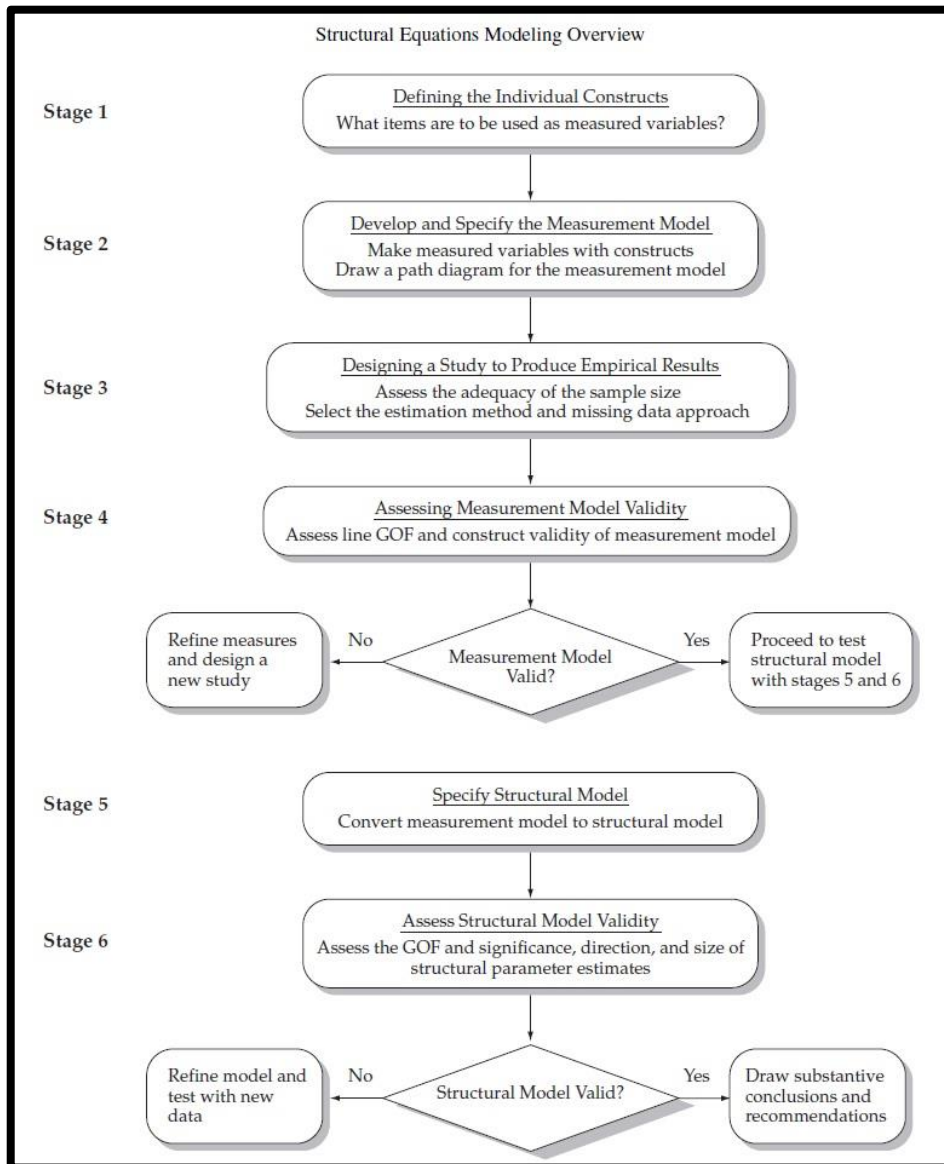 Structural Equations Modeling Overview
Stage 1
Defining the Individual Constructs
What items are to be used as measured variables?
Stage 2
Develop and Specify the Measurement Model
Make measured variables with constructs
Draw a path diagram for the measurement model
Stage 3
Designing a Study to Produce Empirical Results
Assess the adequacy of the sample size
Select the estimation method and missing data approach
Stage 4
Assessing Measurement Model Validity
Assess line GOF and construct validity of measurement model
Refine measures
and design a
new study
No
Measurement Model
Valid?
Yes
Proceed to test
structural model
with stages 5 and 6
Stage 5
Specify Structural Model
Convert measurement model to structural model
Stage 6
Assess Structural Model Validity
Assess the GOF and significance, direction, and size of
structural parameter estimates
Refine model and
test with new
data
No
Structural Model Valid?
Yes
Draw substantive
conclusions and
recommendations